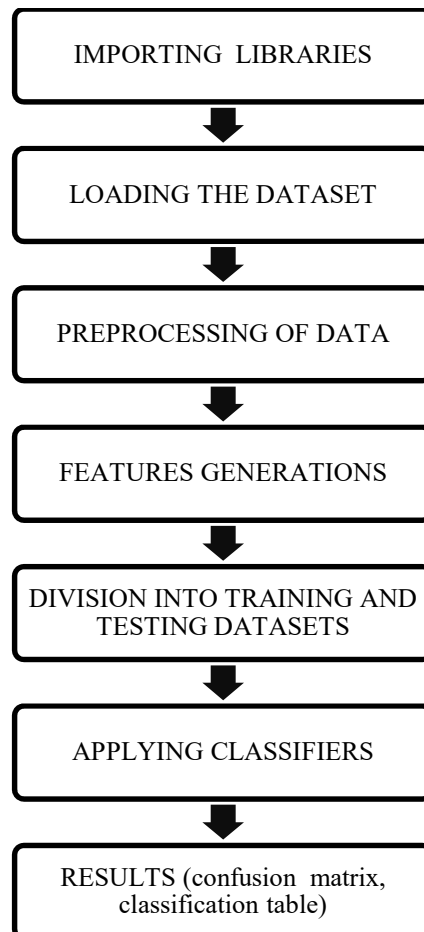 IMPORTING LIBRARIES
LOADING THE DATASET
PREPROCESSING OF DATA
FEATURES GENERATIONS
DIVISION INTO TRAINING AND
TESTING DATASETS
APPLYING CLASSIFIERS
RESULTS (confusion matrix,
classification table)